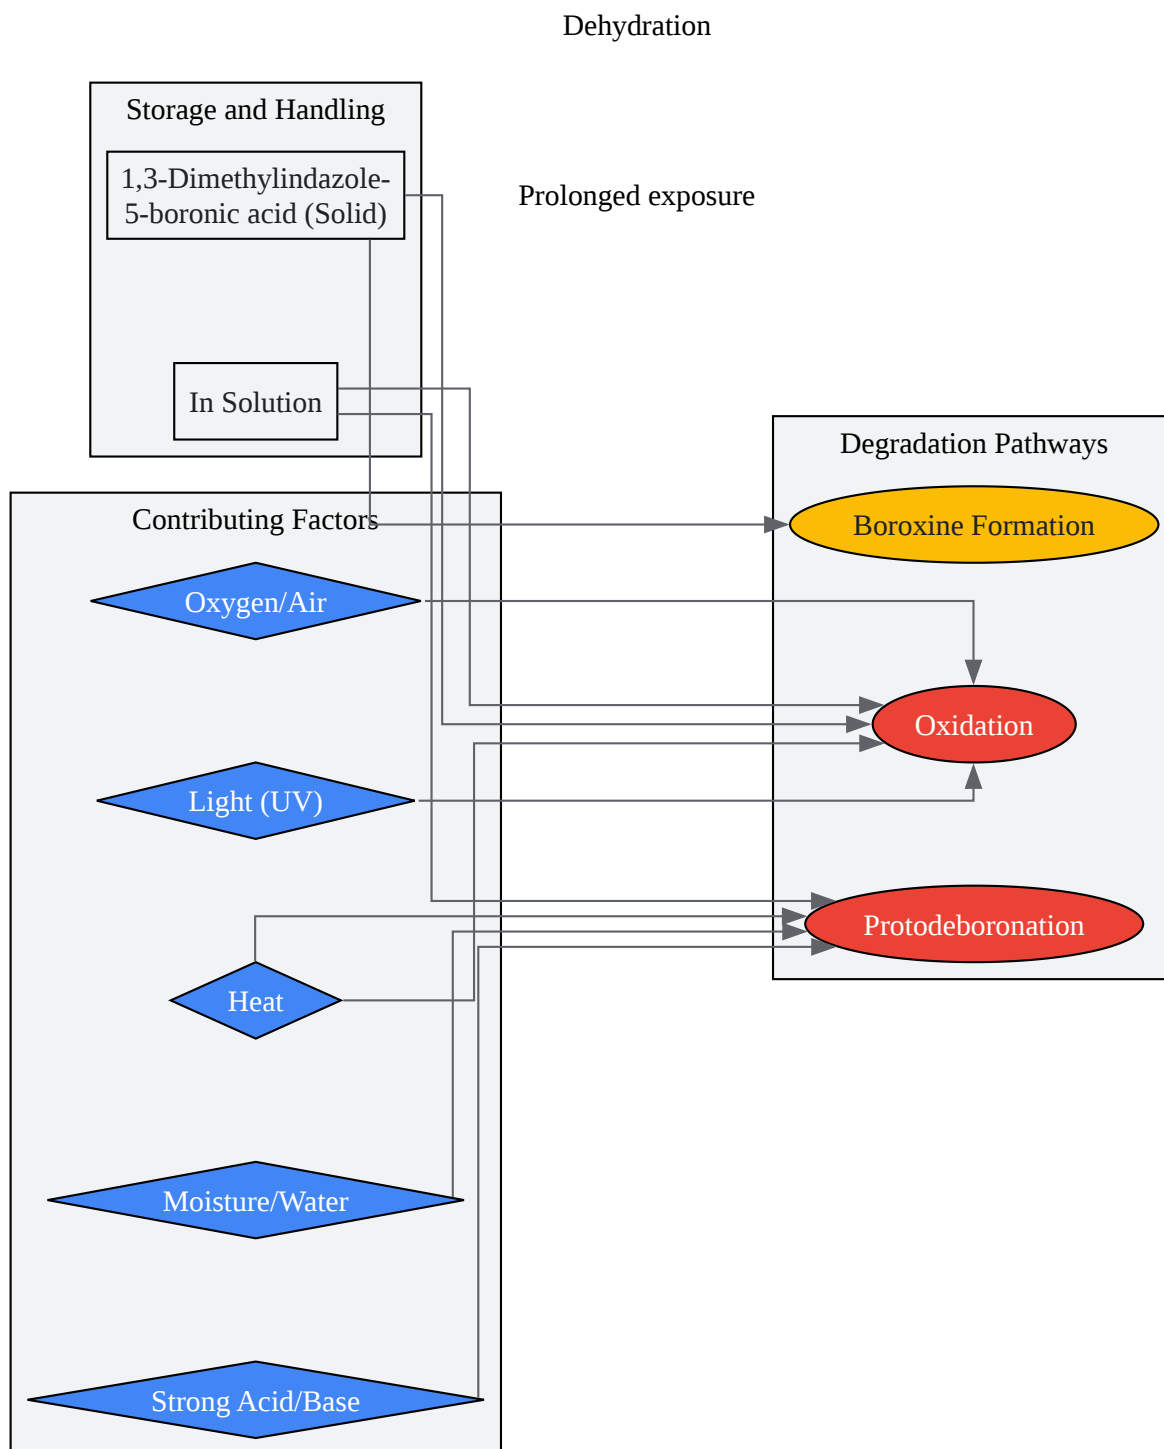 Dehydration
Storage and Handling
1,3-Dimethylindazole-
5-boronic acid (Solid)
Prolonged exposure
In Solution
Degradation Pathways
Contributing Factors
Boroxine Formation
Oxygen/Air
Oxidation
Light (UV)
Protodeboronation
Heat
Moisture/Water
Strong Acid/Base